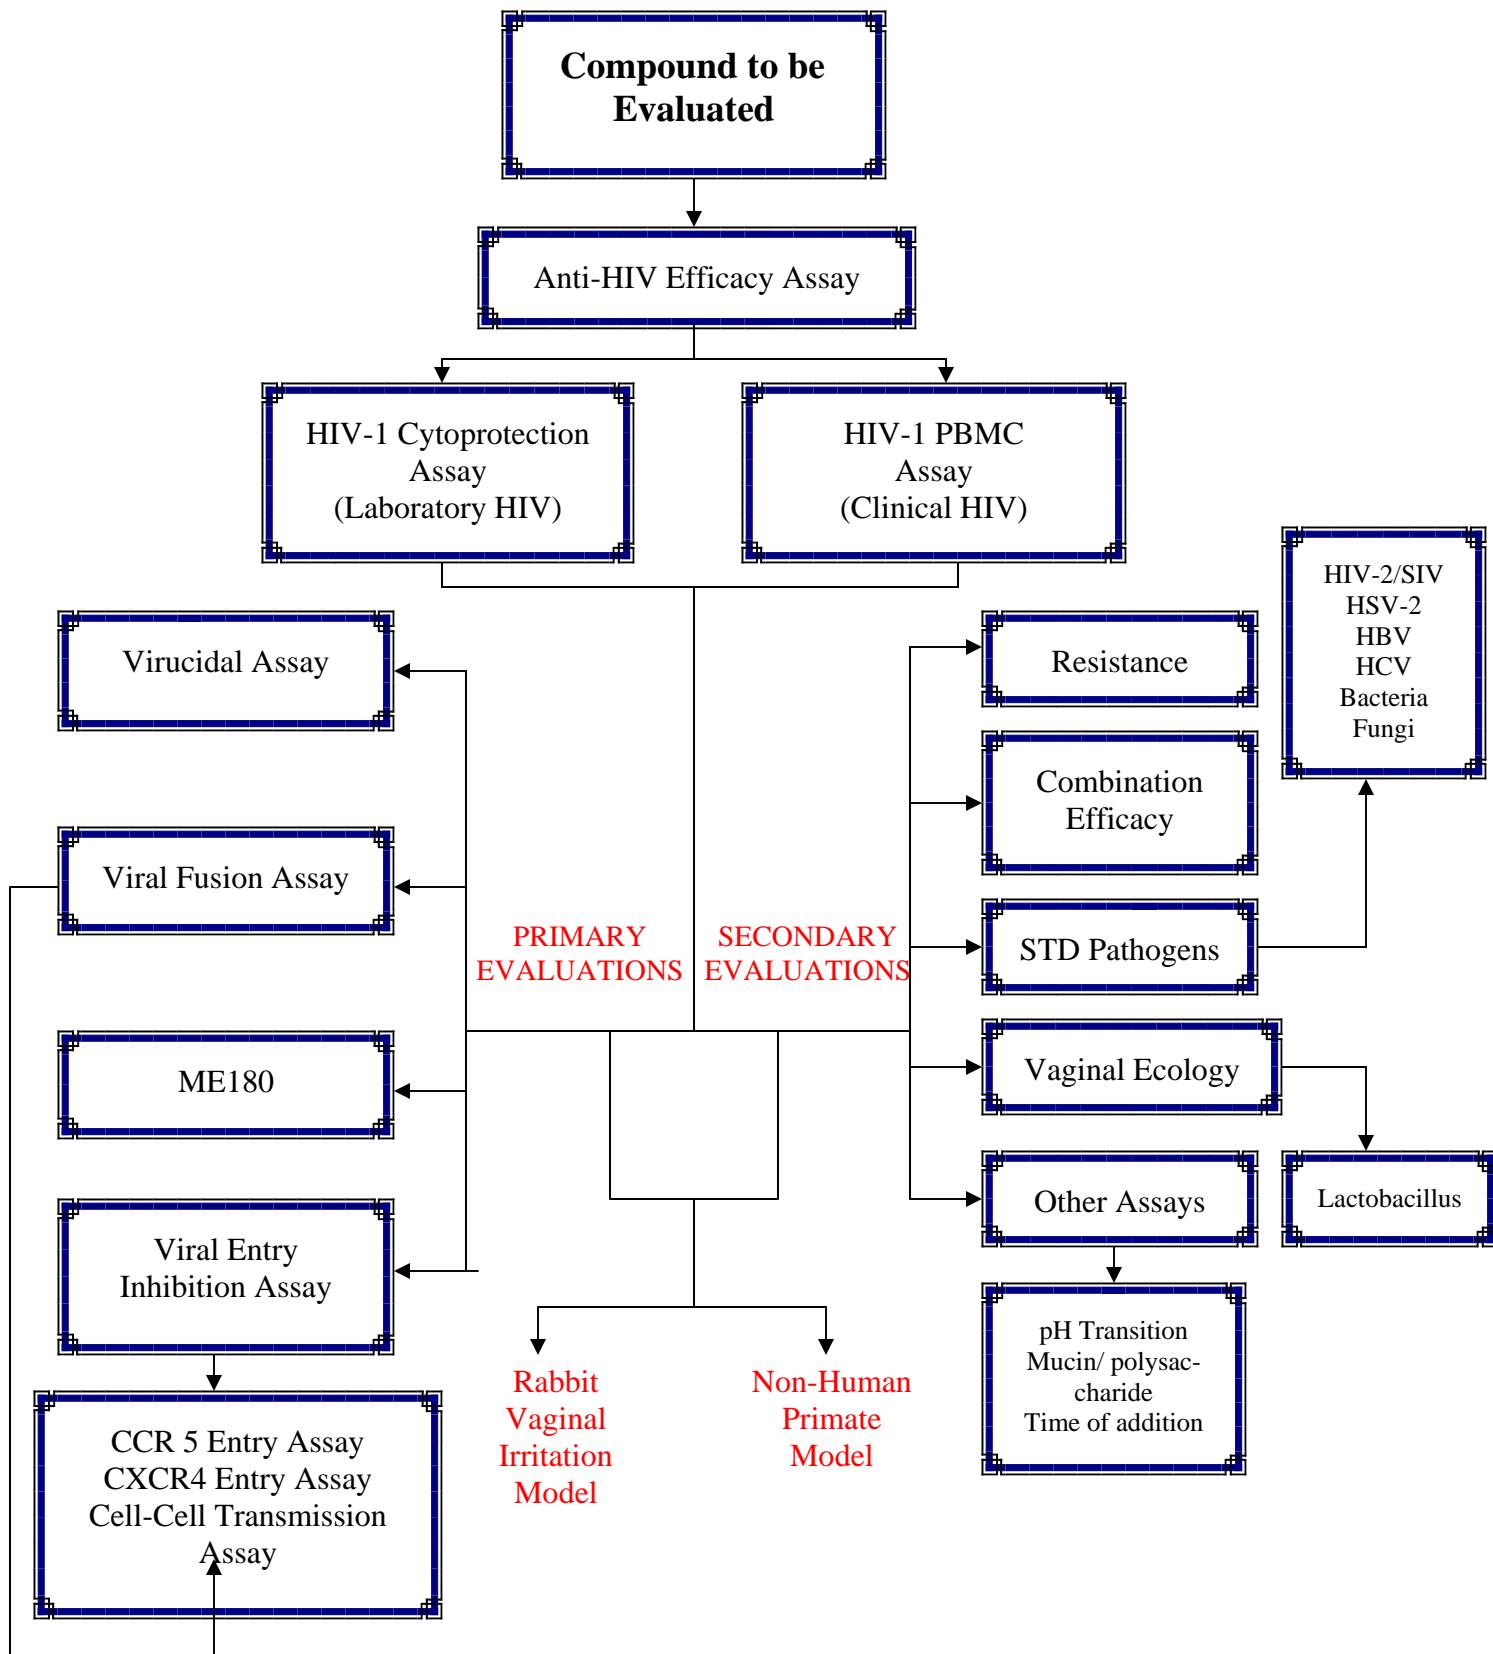 Compound to be
Evaluated
Anti-HIV Efficacy Assay
HIV-1 Cytoprotection
Assay
(Laboratory HIV)
HIV-1 PBMC
Assay
(Clinical HIV)
HIV-2/SIV
HSV-2
HBV
HCV
Bacteria
Fungi
Virucidal Assay
Resistance
Combination
Efficacy
Viral Fusion Assay
PRIMARY
EVALUATIONS
SECONDARY
EVALUATIONS
STD Pathogens
ME180
Vaginal Ecology
Other Assays
Lactobacillus
Viral Entry
Inhibition Assay
pH Transition
Mucin/ polysac-
charide
Time of addition
CCR 5 Entry Assay
CXCR4 Entry Assay
Cell-Cell Transmission
Assay
Rabbit
Vaginal
Irritation
Model
Non-Human
Primate
Model